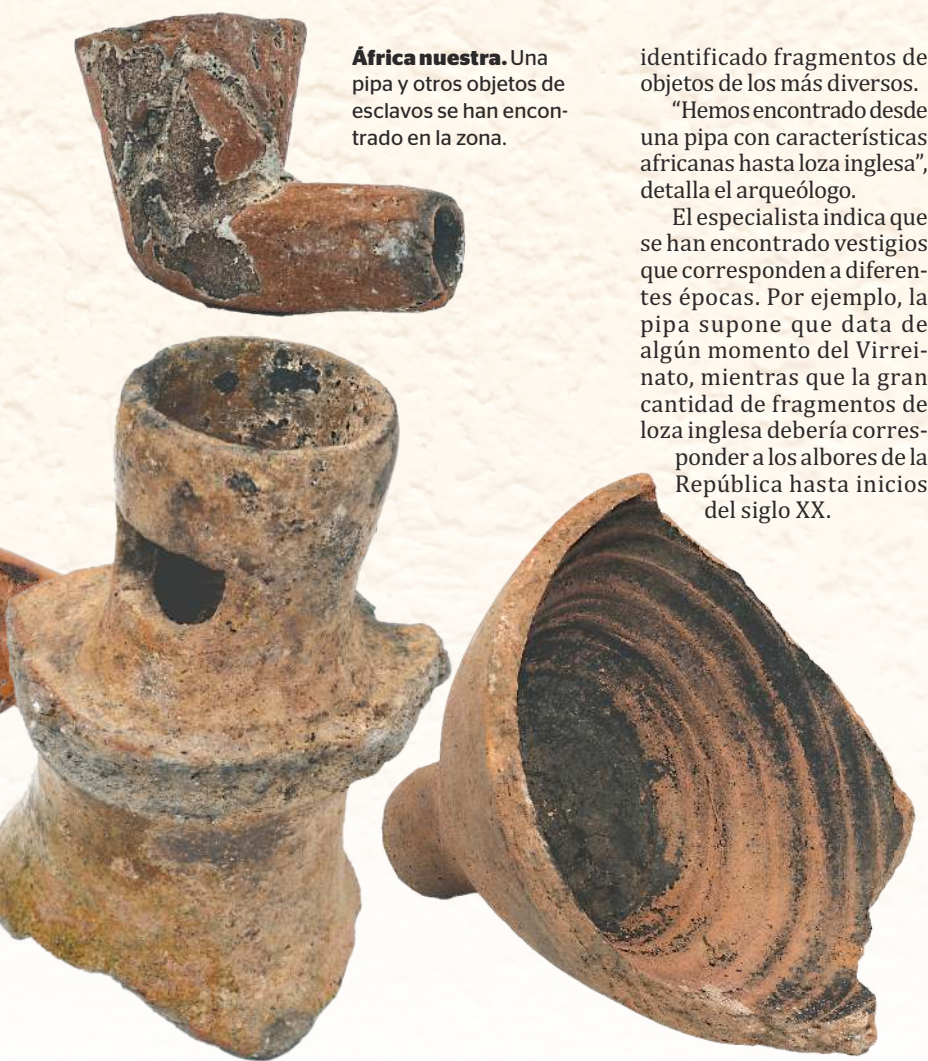 África nuestra. Una
pipa y otros objetos de
esclavos se han encon-
trado en la zona.
identificado fragmentos de
objetos de los más diversos.
“Hemos encontrado desde
una pipa con características
africanas hasta loza inglesa”,
detalla el arqueólogo.
El especialista indica que
se han encontrado vestigios
que corresponden a diferen-
tes épocas. Por ejemplo, la
pipa supone que data de
algún momento del Virrei-
nato, mientras que la gran
cantidad de fragmentos de
loza inglesa debería corres-
ponder a los albores de la
República hasta inicios
del siglo XX.